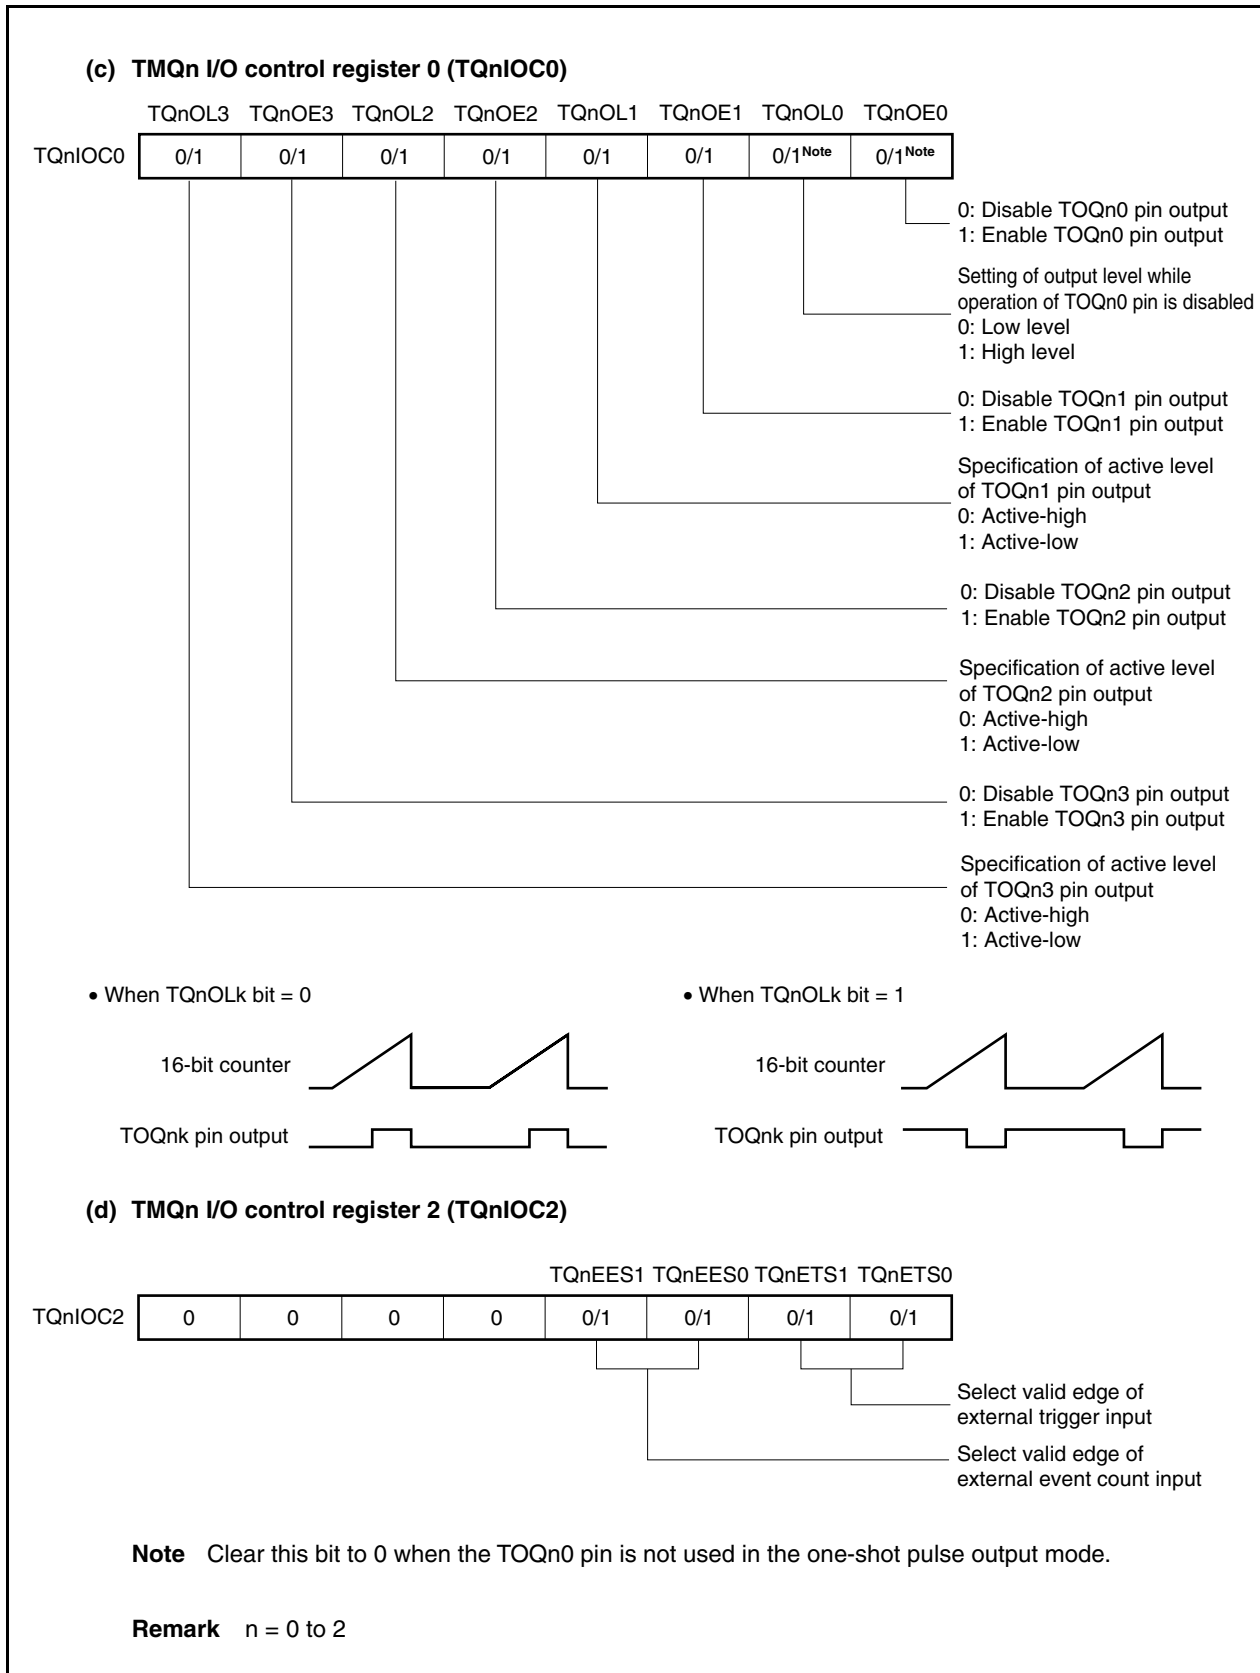 (c) TMQn I/O control register 0 (TQnIOC0)
TQnOL3 TQnOE3 TQnOL2 TQnOE2 TQnOL1 TQnOE1 TQnOL0 TQnOE0
TQnIOC0 0/1 0/1 0/1 0/1 0/1 0/1 0/1Note 0/1Note
0: Disable TOQn0 pin output
1: Enable TOQn0 pin output
Setting of output level while
operation of TOQn0 pin is disabled
0: Low level
1: High level
0: Disable TOQn1 pin output
1: Enable TOQn1 pin output
Specification of active level
of TOQn1 pin output
0: Active-high
1: Active-low
0: Disable TOQn2 pin output
1: Enable TOQn2 pin output
Specification of active level
of TOQn2 pin output
0: Active-high
1: Active-low
0: Disable TOQn3 pin output
1: Enable TOQn3 pin output
Specification of active level
of TOQn3 pin output
0: Active-high
1: Active-low
• When TQnOLk bit = 0
16-bit counter
TOQnk pin output
• When TQnOLk bit = 1
16-bit counter
TOQnk pin output
(d) TMQn I/O control register 2 (TQnIOC2)
TQnEES1 TQnEES0 TQnETS1 TQnETS0
TQnIOC2 0 0 0 0 0/1 0/1 0/1 0/1
Select valid edge of
external trigger input
Select valid edge of
external event count input
Note Clear this bit to 0 when the TOQn0 pin is not used in the one-shot pulse output mode.
Remark n = 0 to 2